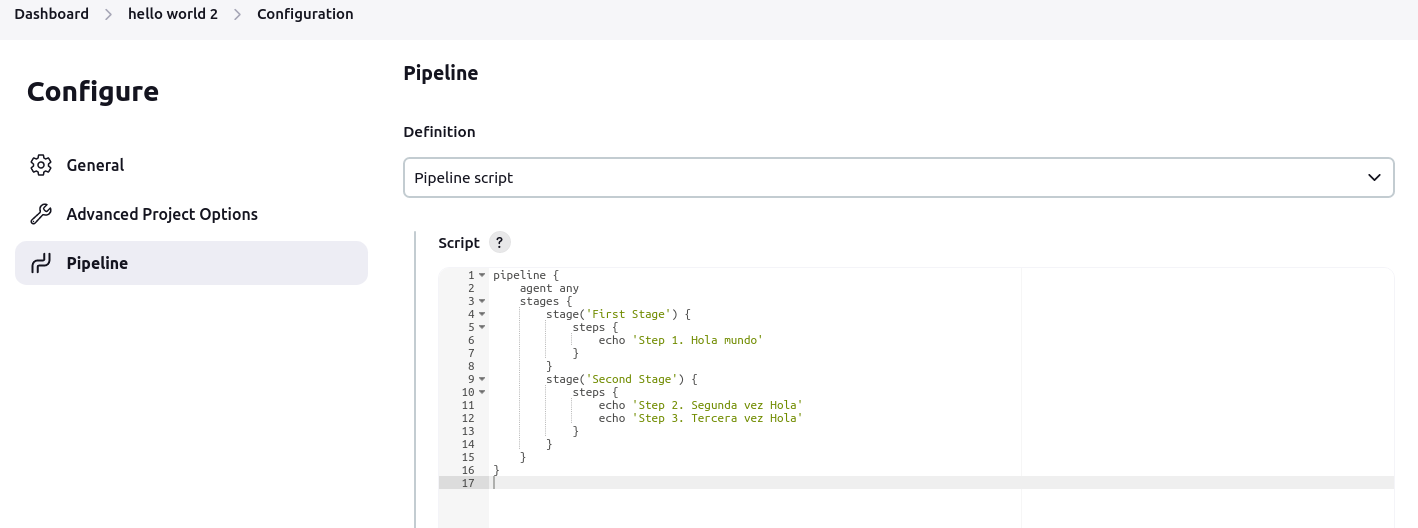 Dashboard > hello world 2 > Configuration
Configure
General
Advanced Project Options
Pipeline
Pipeline
Definition
Pipeline script
Script ?
1 pipeline {
2     agent any
3     stages {
4         stage('First Stage') {
5             steps {
6                 echo 'Step 1. Hola mundo'
7             }
8         }
9         stage('Second Stage') {
10             steps {
11                 echo 'Step 2. Segunda vez Hola'
12                 echo 'Step 3. Tercera vez Hola'
13             }
14         }
15     }
16 }
17